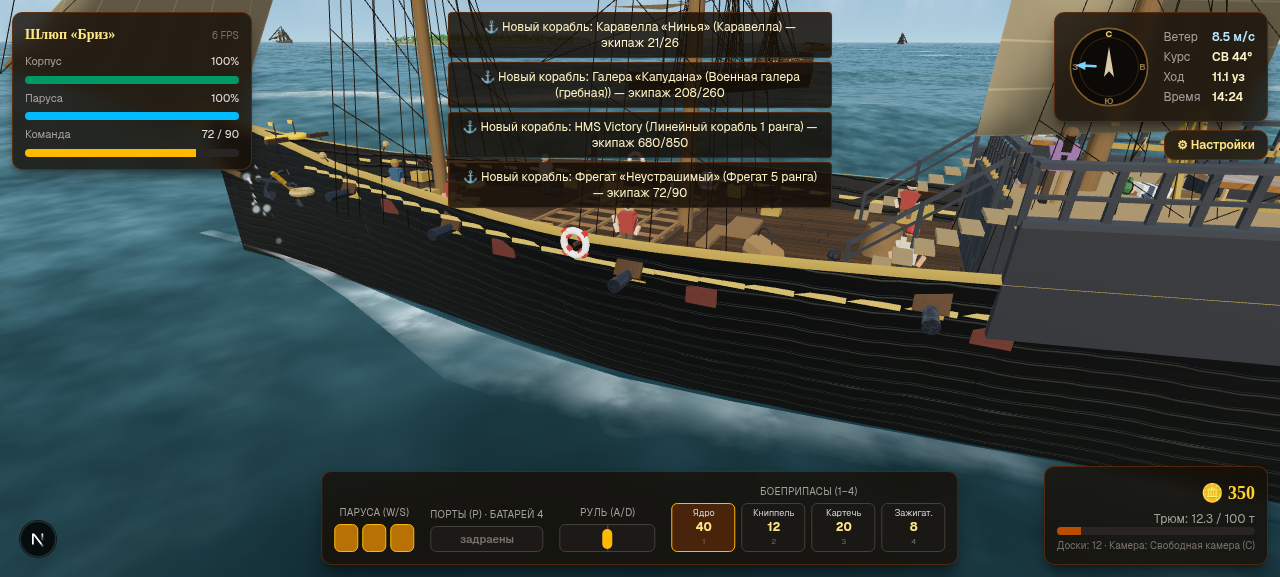 Шлюп «Бриз»
6 FPS
Корпус 100%
Паруса 100%
Команда 72 / 90
⚓ Новый корабль: Каравелла «Нинья» (Каравелла) —
экипаж 21/26
⚓ Новый корабль: Галера «Капудана» (Военная галера
(гребная)) — экипаж 208/260
⚓ Новый корабль: HMS Victory (Линейный корабль 1 ранга) —
экипаж 680/850
⚓ Новый корабль: Фрегат «Неустрашимый» (Фрегат 5 ранга)
— экипаж 72/90
С
З
В
Ю
Ветер 8.5 м/с
Курс СВ 44°
Ход 11.1 уз
Время 14:24
⚙ Настройки
N
ПАРУСА (W/S)
ПОРТЫ (P) · БАТАРЕЙ 4
задраены
РУЛЬ (A/D)
БОЕПРИПАСЫ (1–4)
Ядро
40
1
Книппель
12
2
Картечь
20
3
Зажигат.
8
4
350
Трюм: 12.3 / 100 т
Доски: 12 · Камера: Свободная камера (C)